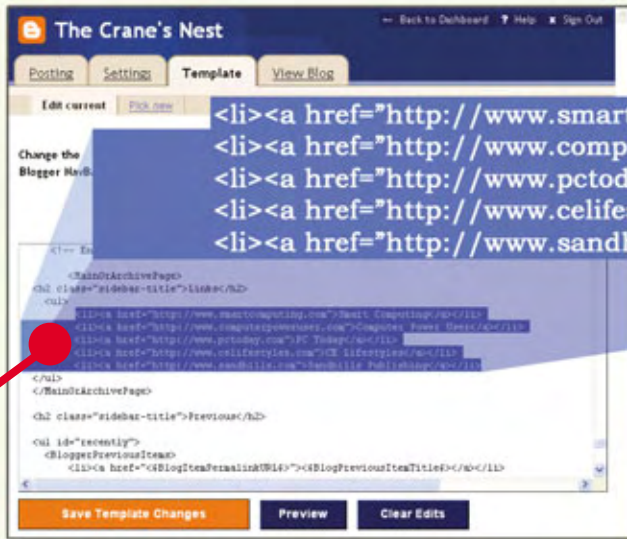 The Crane's Nest
Back to Dashboard ? Help x Sign Out
Posting Settings Template View Blog
Edit current Pick new
<li><a href="http://www.smart
<li><a href="http://www.comp
<li><a href="http://www.pctod
<li><a href="http://www.celife
<li><a href="http://www.sandh
Change the
Blogger NavB
<!-- En
<MainOrArchivePage>
<h2 class="sidebar-title">Links</h2>
<ul>
<li><a href="http://www.smartcomputing.com">Smart Computing</a></li>
<li><a href="http://www.computerpoweruser.com">Computer Power User</a></li>
<li><a href="http://www.pctoday.com">PC Today</a></li>
<li><a href="http://www.celifestyles.com">CE Lifestyles</a></li>
<li><a href="http://www.sandhills.com">Sandhills Publishing</a></li>
</ul>
</MainOrArchivePage>
<h2 class="sidebar-title">Previous</h2>
<ul id="recently">
<BloggerPreviousItems>
<li><a href="<$BlogItemPermalinkURL$>"><$BlogPreviousItemTitle$></a></li>
Save Template Changes Preview Clear Edits